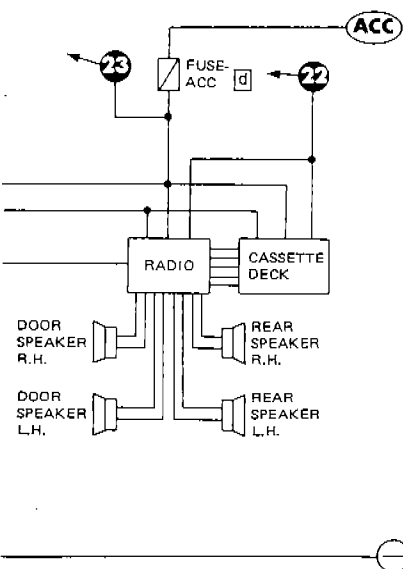 ACC
23
FUSE-
ACC d
22
RADIO
CASSETTE
DECK
DOOR
SPEAKER
R.H.
REAR
SPEAKER
R.H.
DOOR
SPEAKER
L.H.
REAR
SPEAKER
L.H.